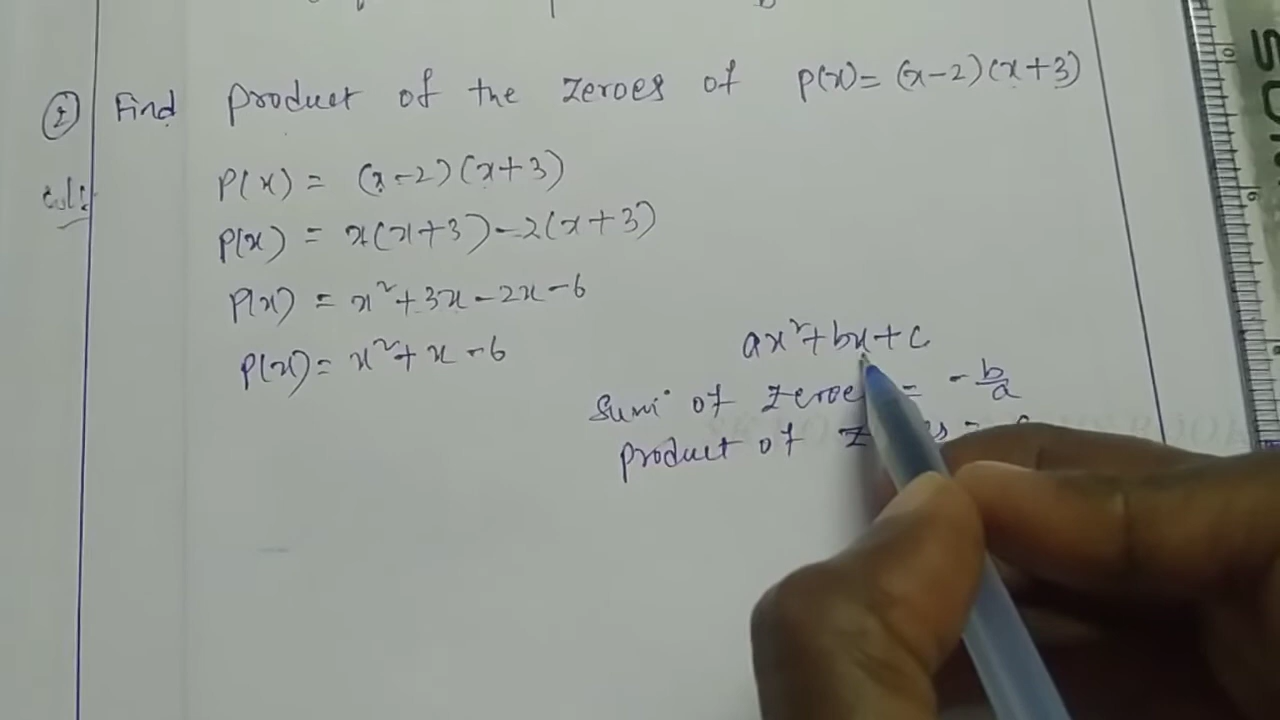 ② Find product of the zeroes of P(x) = (x-2)(x+3)
Sol:
P(x) = (x-2)(x+3)
P(x) = x(x+3)-2(x+3)
P(x) = x²+3x-2x-6
P(x) = x²+x-6
ax²+bx+c
Sum of zeroes = -b/a
product of